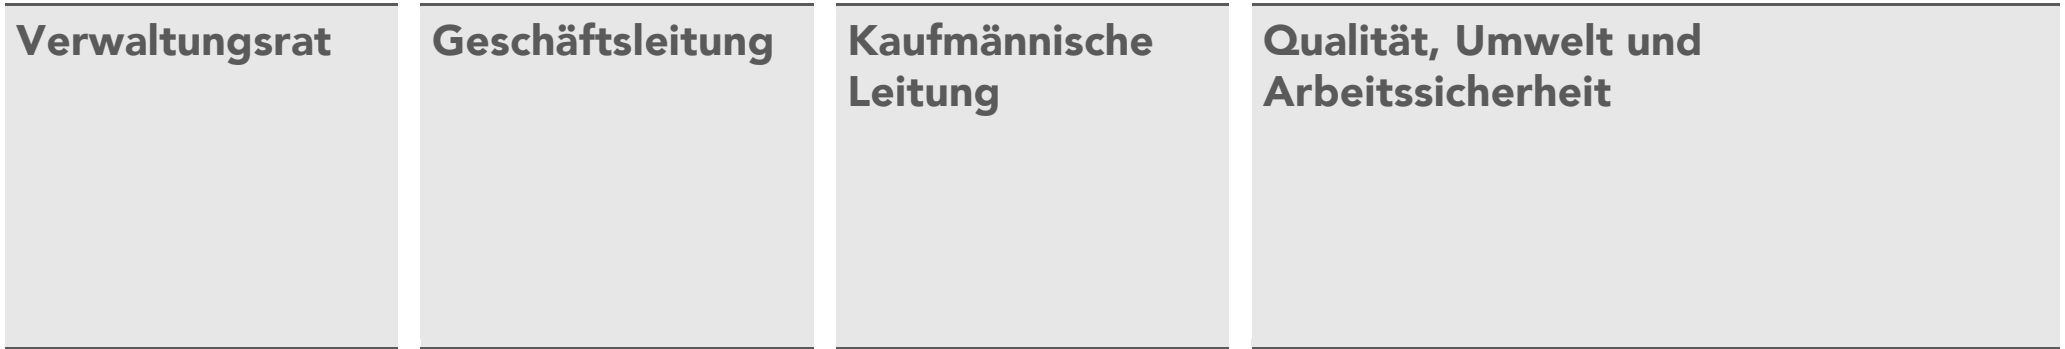 Verwaltungsrat
Geschäftsleitung
Kaufmännische
Leitung
Qualität, Umwelt und
Arbeitssicherheit